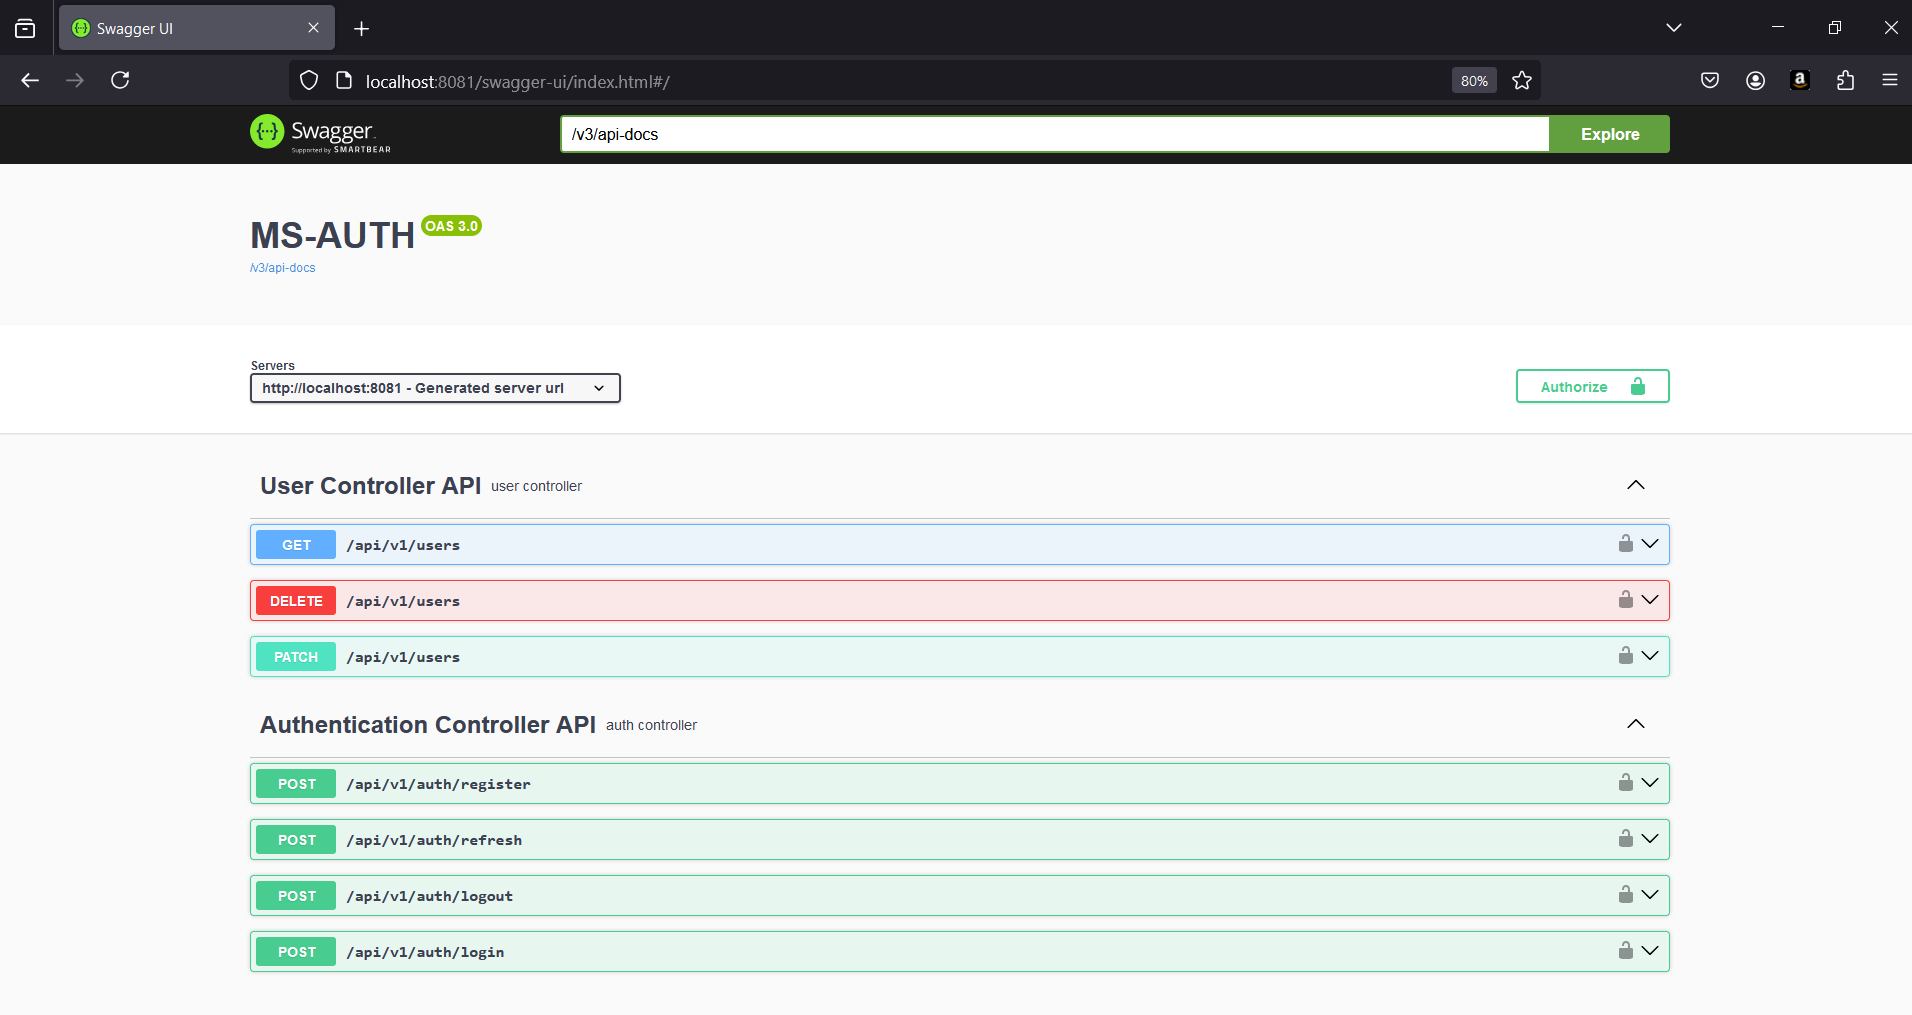 Swagger UI
localhost:8081/swagger-ui/index.html#/
80%
Swagger.
Supported by SMARTBEAR
/v3/api-docs
Explore
MS-AUTH OAS 3.0
/v3/api-docs
Servers
http://localhost:8081 - Generated server url
Authorize
User Controller API user controller
GET /api/v1/users
DELETE /api/v1/users
PATCH /api/v1/users
Authentication Controller API auth controller
POST /api/v1/auth/register
POST /api/v1/auth/refresh
POST /api/v1/auth/logout
POST /api/v1/auth/login